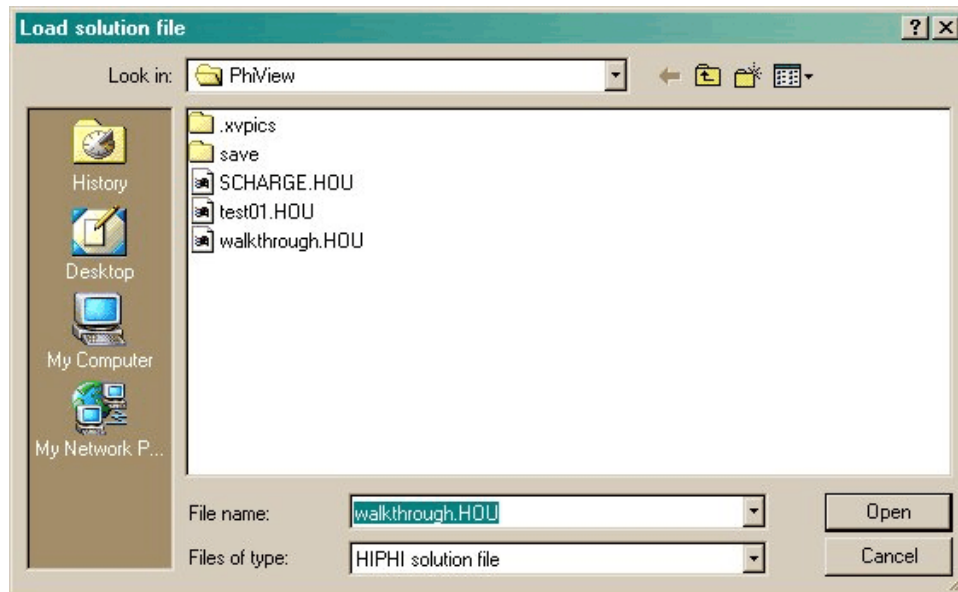 Load solution file
Look in: PhiView
.xvpics
save
SCHARGE.HOU
test01.HOU
walkthrough.HOU
History
Desktop
My Computer
My Network P...
File name: walkthrough.HOU Open
Files of type: HIPHI solution file Cancel